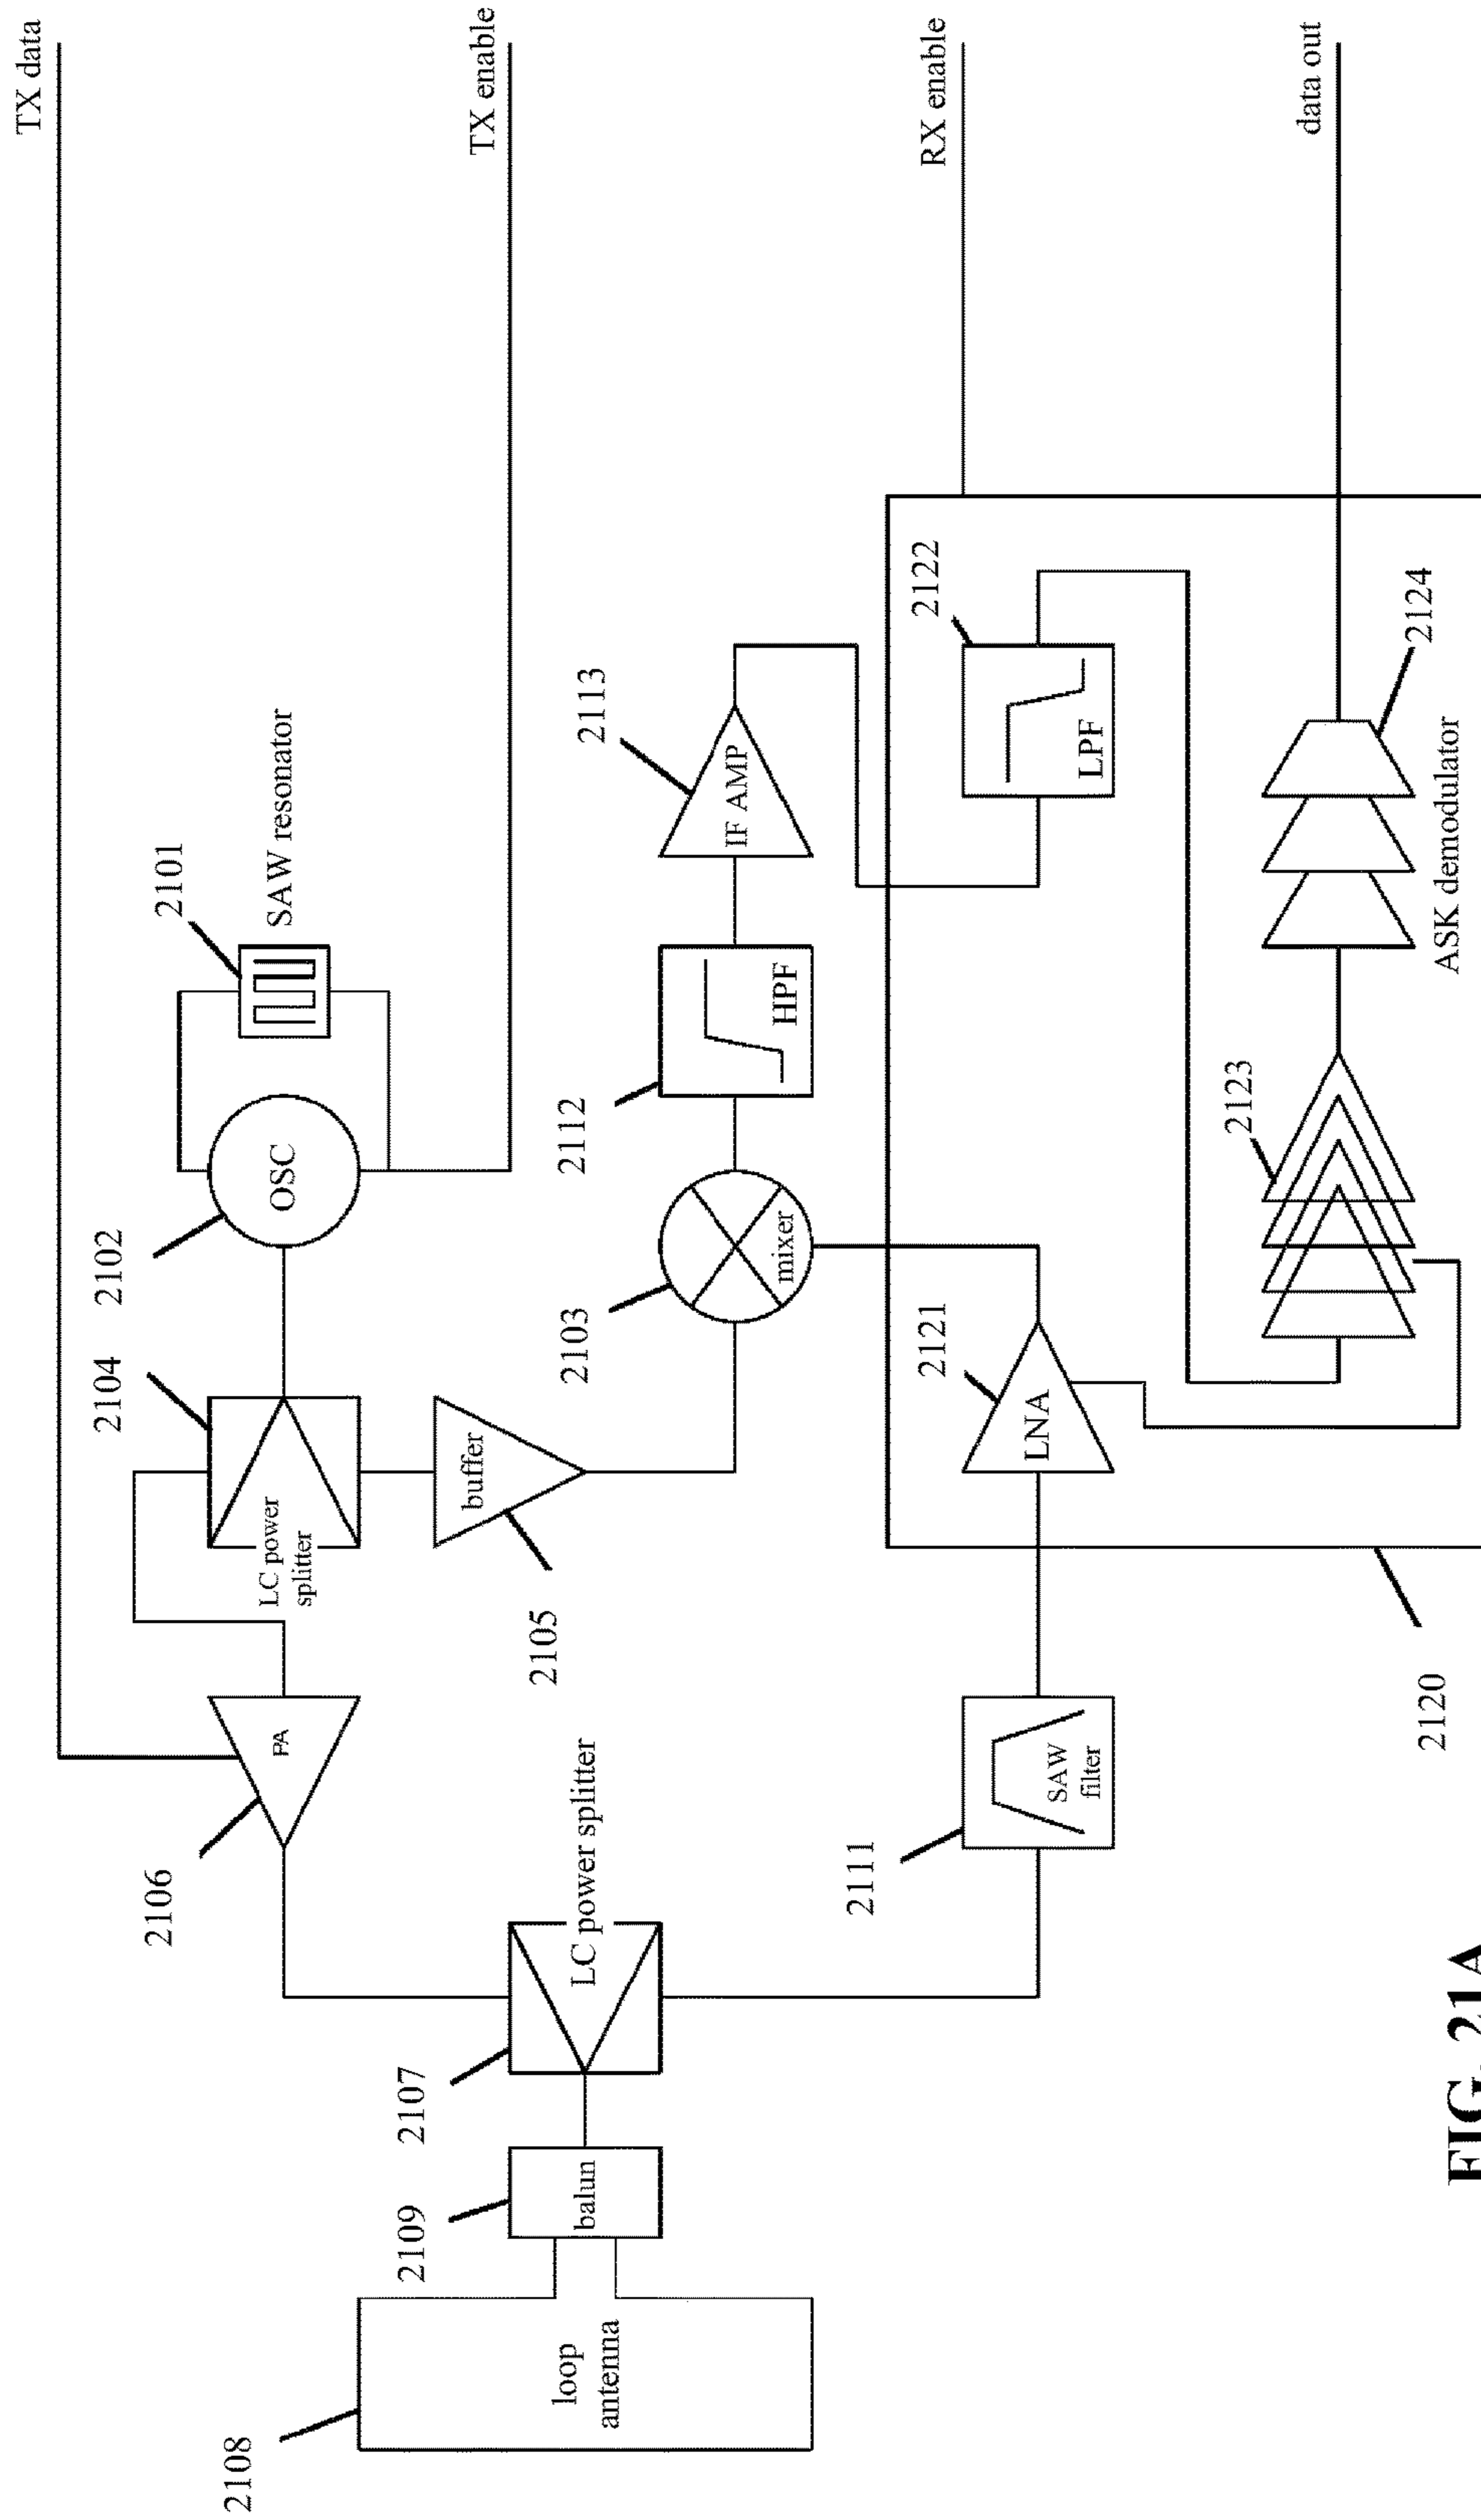 TX data
TX enable
RX enable
data out
2101
SAW resonator
2102
OSC
2104
LC power
splitter
2105
buffer
2106
PA
2103
mixer
2112
HPF
2113
IF AMP
2122
LPF
2121
LNA
2123
2124
ASK demodulator
2107
LC power splitter
2109
balun
2108
loop
antenna
2111
SAW
filter
2120
FIG. 21A